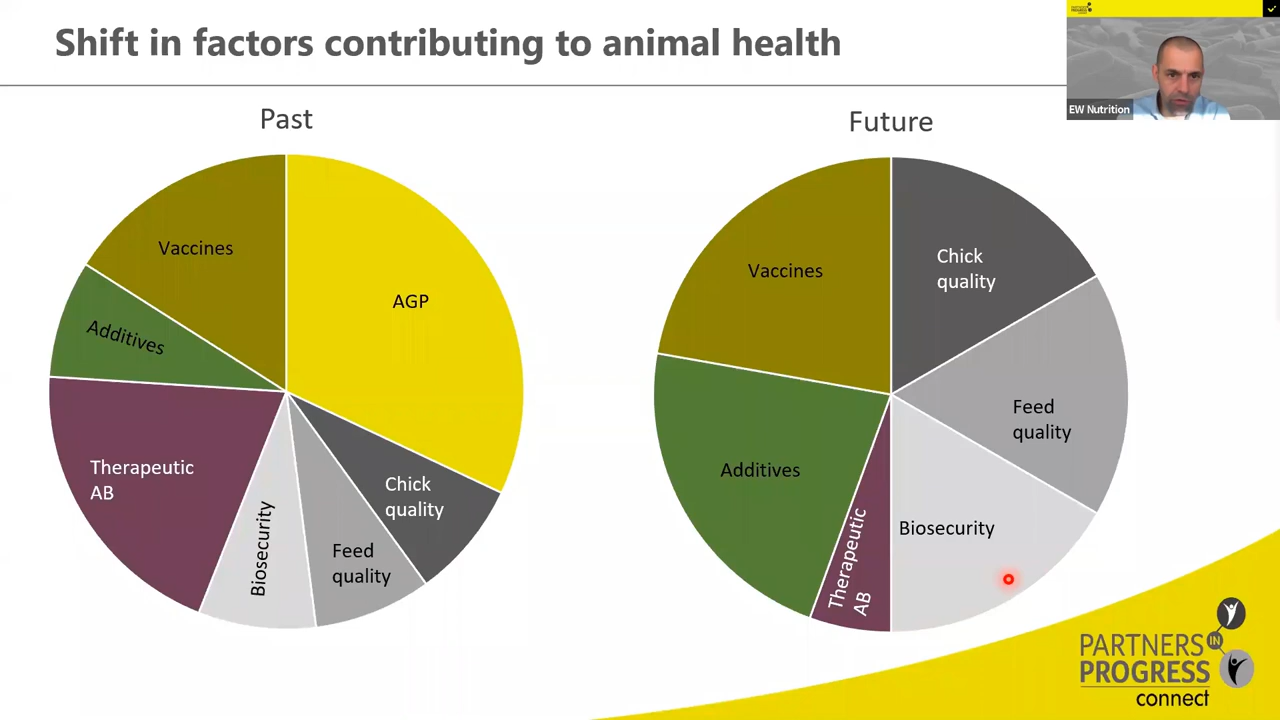 Shift in factors contributing to animal health
EW Nutrition
Past
Future
Vaccines
AGP
Additives
Therapeutic
AB
Biosecurity
Feed
quality
Chick
quality
Vaccines
Chick
quality
Feed
quality
Additives
Therapeutic
AB
Biosecurity
PARTNERS
IN
PROGRESS
connect